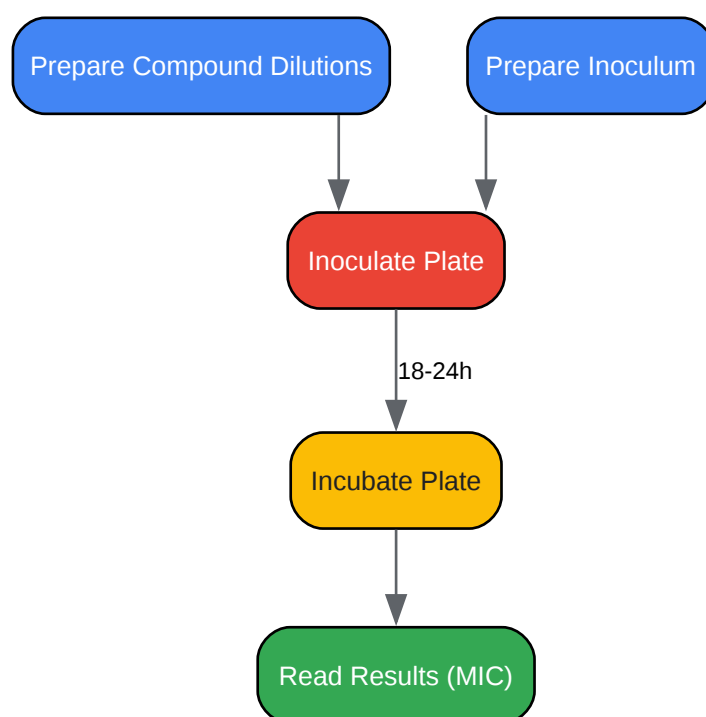 Prepare Compound Dilutions
Prepare Inoculum
Inoculate Plate
18-24h
Incubate Plate
Read Results (MIC)